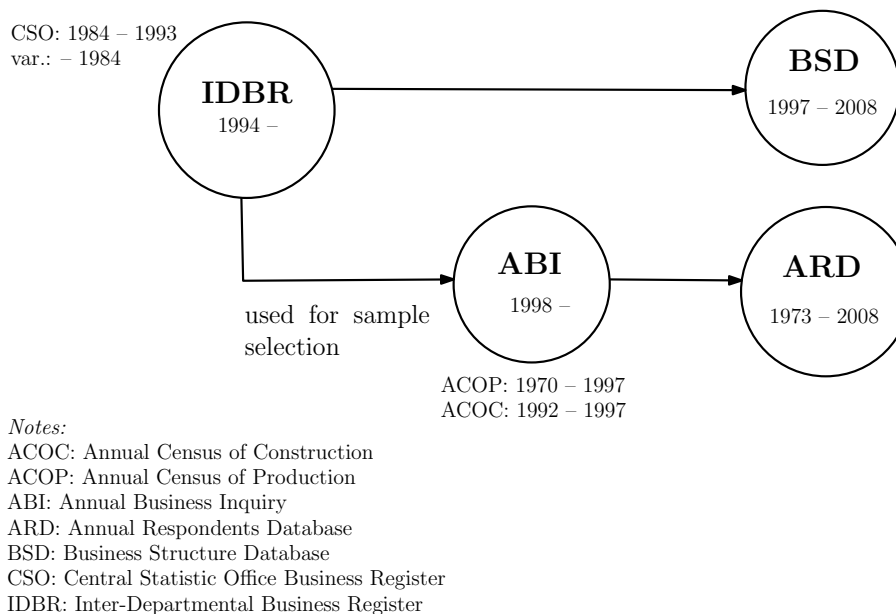 CSO: 1984 – 1993
var.: – 1984
IDBR
1994 –
BSD
1997 – 2008
ABI
1998 –
ARD
1973 – 2008
used for sample
selection
ACOP: 1970 – 1997
ACOC: 1992 – 1997
Notes:
ACOC: Annual Census of Construction
ACOP: Annual Census of Production
ABI: Annual Business Inquiry
ARD: Annual Respondents Database
BSD: Business Structure Database
CSO: Central Statistic Office Business Register
IDBR: Inter-Departmental Business Register